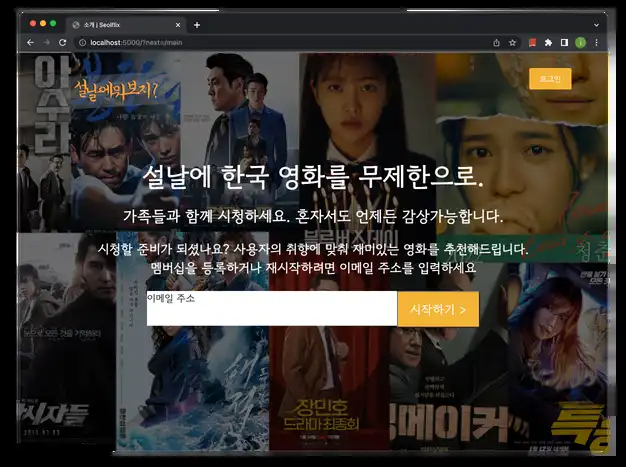 소개 | Seolflix
localhost:5000/?next=/main
아수라
설날에뭐보지?
로그인
설날에 한국 영화를 무제한으로.
가족들과 함께 시청하세요. 혼자서도 언제든 감상가능합니다.
시청할 준비가 되셨나요? 사용자의 취향에 맞춰 재미있는 영화를 추천해드립니다.
멤버십을 등록하거나 재시작하려면 이메일 주소를 입력하세요
이메일 주소
시작하기 >
감시자들
장민호
드라마 최종회
킹메이커
특송